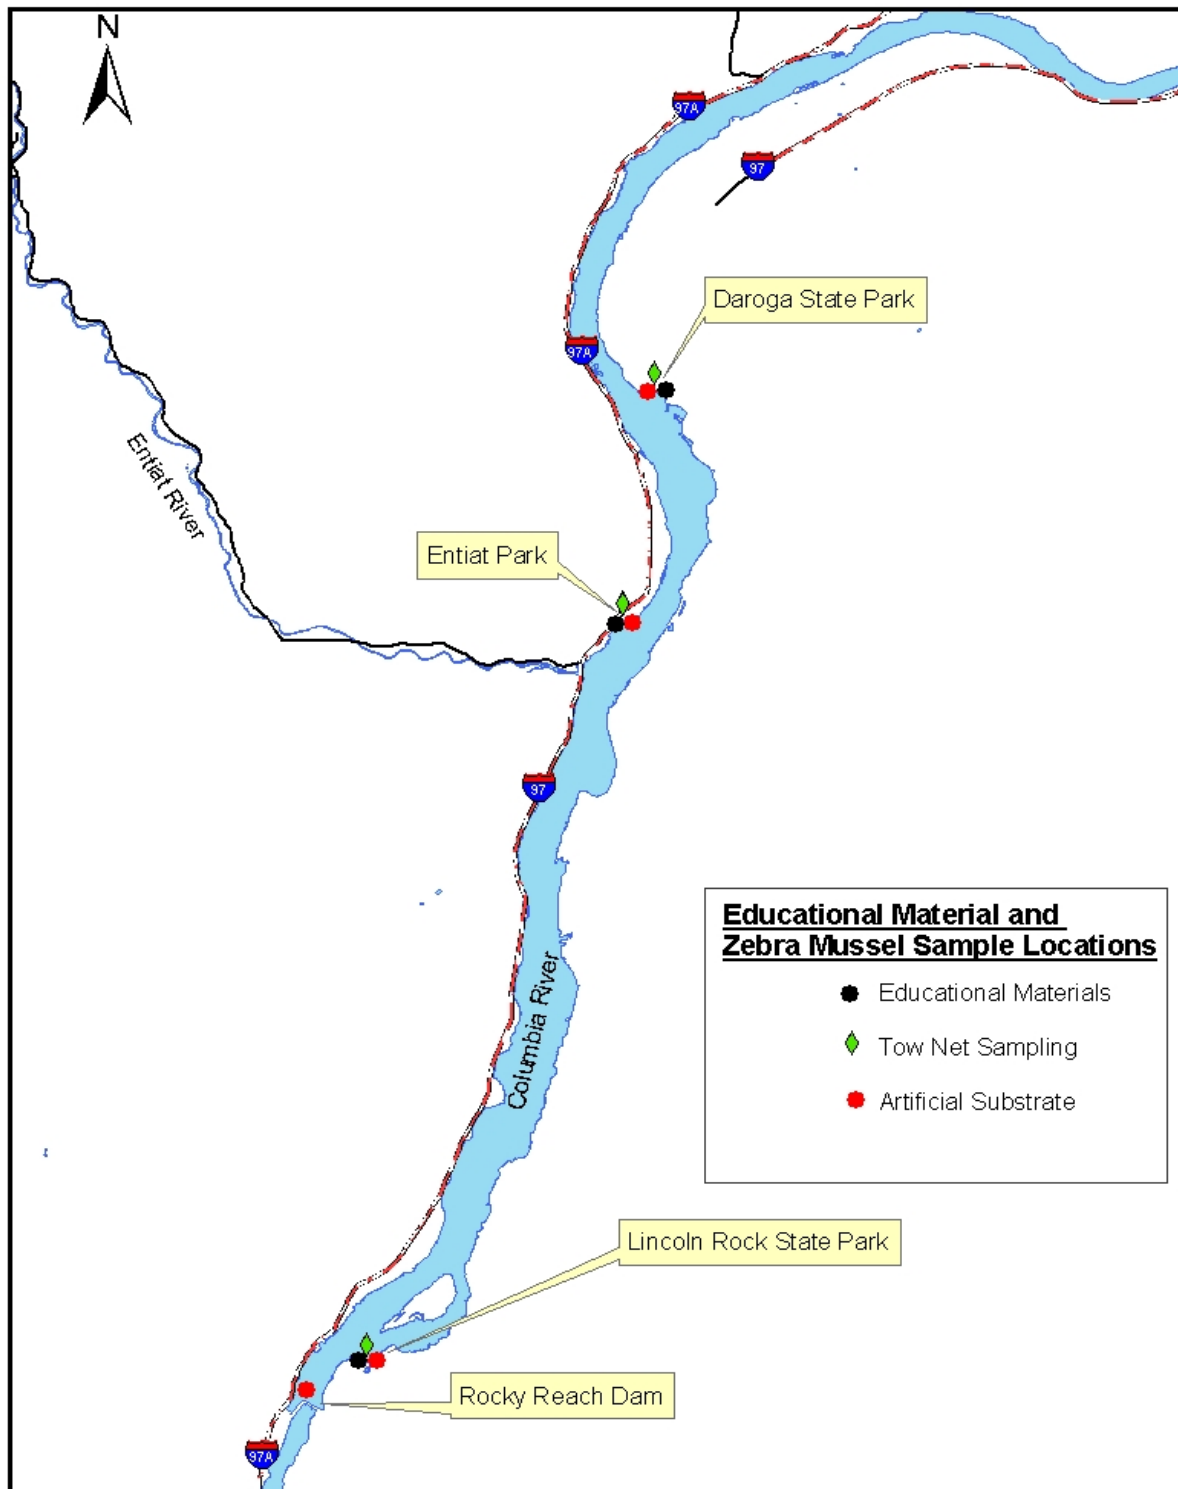 N
97A
97
Daroga State Park
97A
Entiat River
Entiat Park
97
Educational Material and
Zebra Mussel Sample Locations
Educational Materials
Tow Net Sampling
Artificial Substrate
Columbia River
Lincoln Rock State Park
Rocky Reach Dam
97A